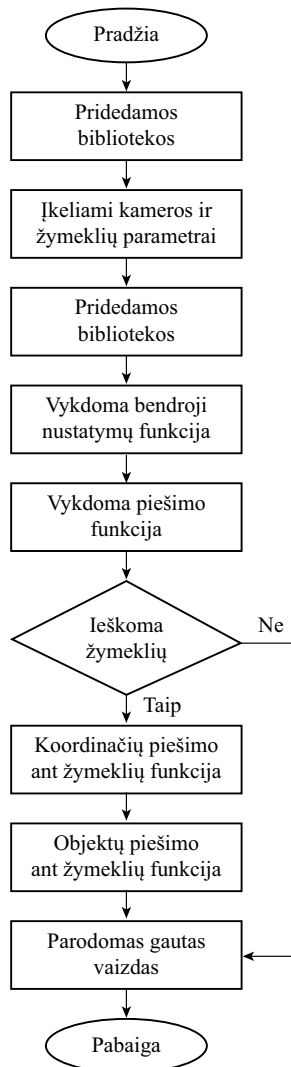 Pradžia
Pridedamos
bibliotekos
Įkeliami kameros ir
žymeklių parametrai
Pridedamos
bibliotekos
Vykdoma bendroji
nustatymų funkcija
Vykdoma piešimo
funkcija
Ieškoma
žymeklių
Ne
Taip
Koordinačių piešimo
ant žymeklių funkcija
Objektų piešimo
ant žymeklių funkcija
Parodomas gautas
vaizdas
Pabaiga